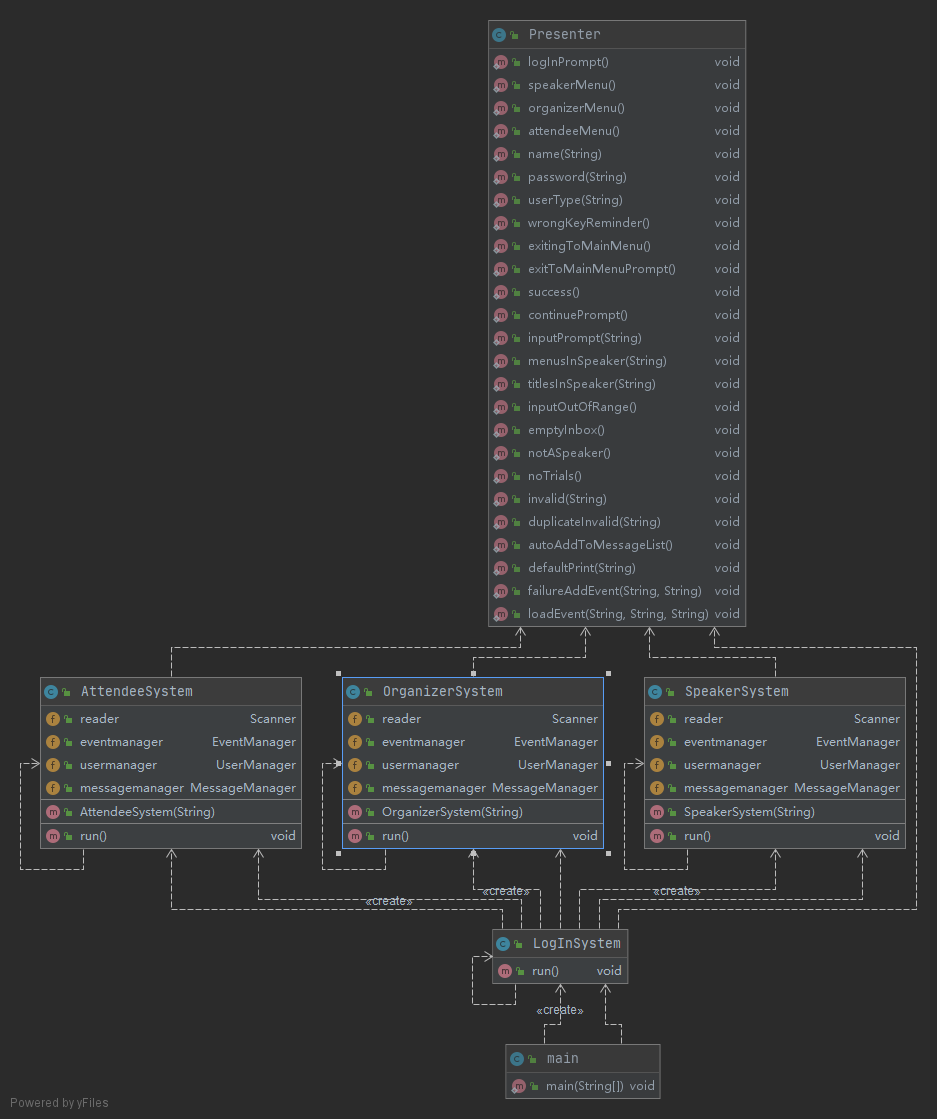 Presenter
logInPrompt() void
speakerMenu() void
organizerMenu() void
attendeeMenu() void
name(String) void
password(String) void
userType(String) void
wrongKeyReminder() void
exitingToMainMenu() void
exitToMainMenuPrompt() void
success() void
continuePrompt() void
inputPrompt(String) void
menusInSpeaker(String) void
titlesInSpeaker(String) void
inputOutOfRange() void
emptyInbox() void
notASpeaker() void
noTrials() void
invalid(String) void
duplicateInvalid(String) void
autoAddToMessageList() void
defaultPrint(String) void
failureAddEvent(String, String) void
loadEvent(String, String, String) void
AttendeeSystem
reader Scanner
eventmanager EventManager
usermanager UserManager
messagemanager MessageManager
AttendeeSystem(String)
run() void
OrganizerSystem
reader Scanner
eventmanager EventManager
usermanager UserManager
messagemanager MessageManager
OrganizerSystem(String)
run() void
SpeakerSystem
reader Scanner
eventmanager EventManager
usermanager UserManager
messagemanager MessageManager
SpeakerSystem(String)
run() void
«create»
«create»
«create»
LogInSystem
run() void
«create»
main
main(String[]) void
Powered by yFiles